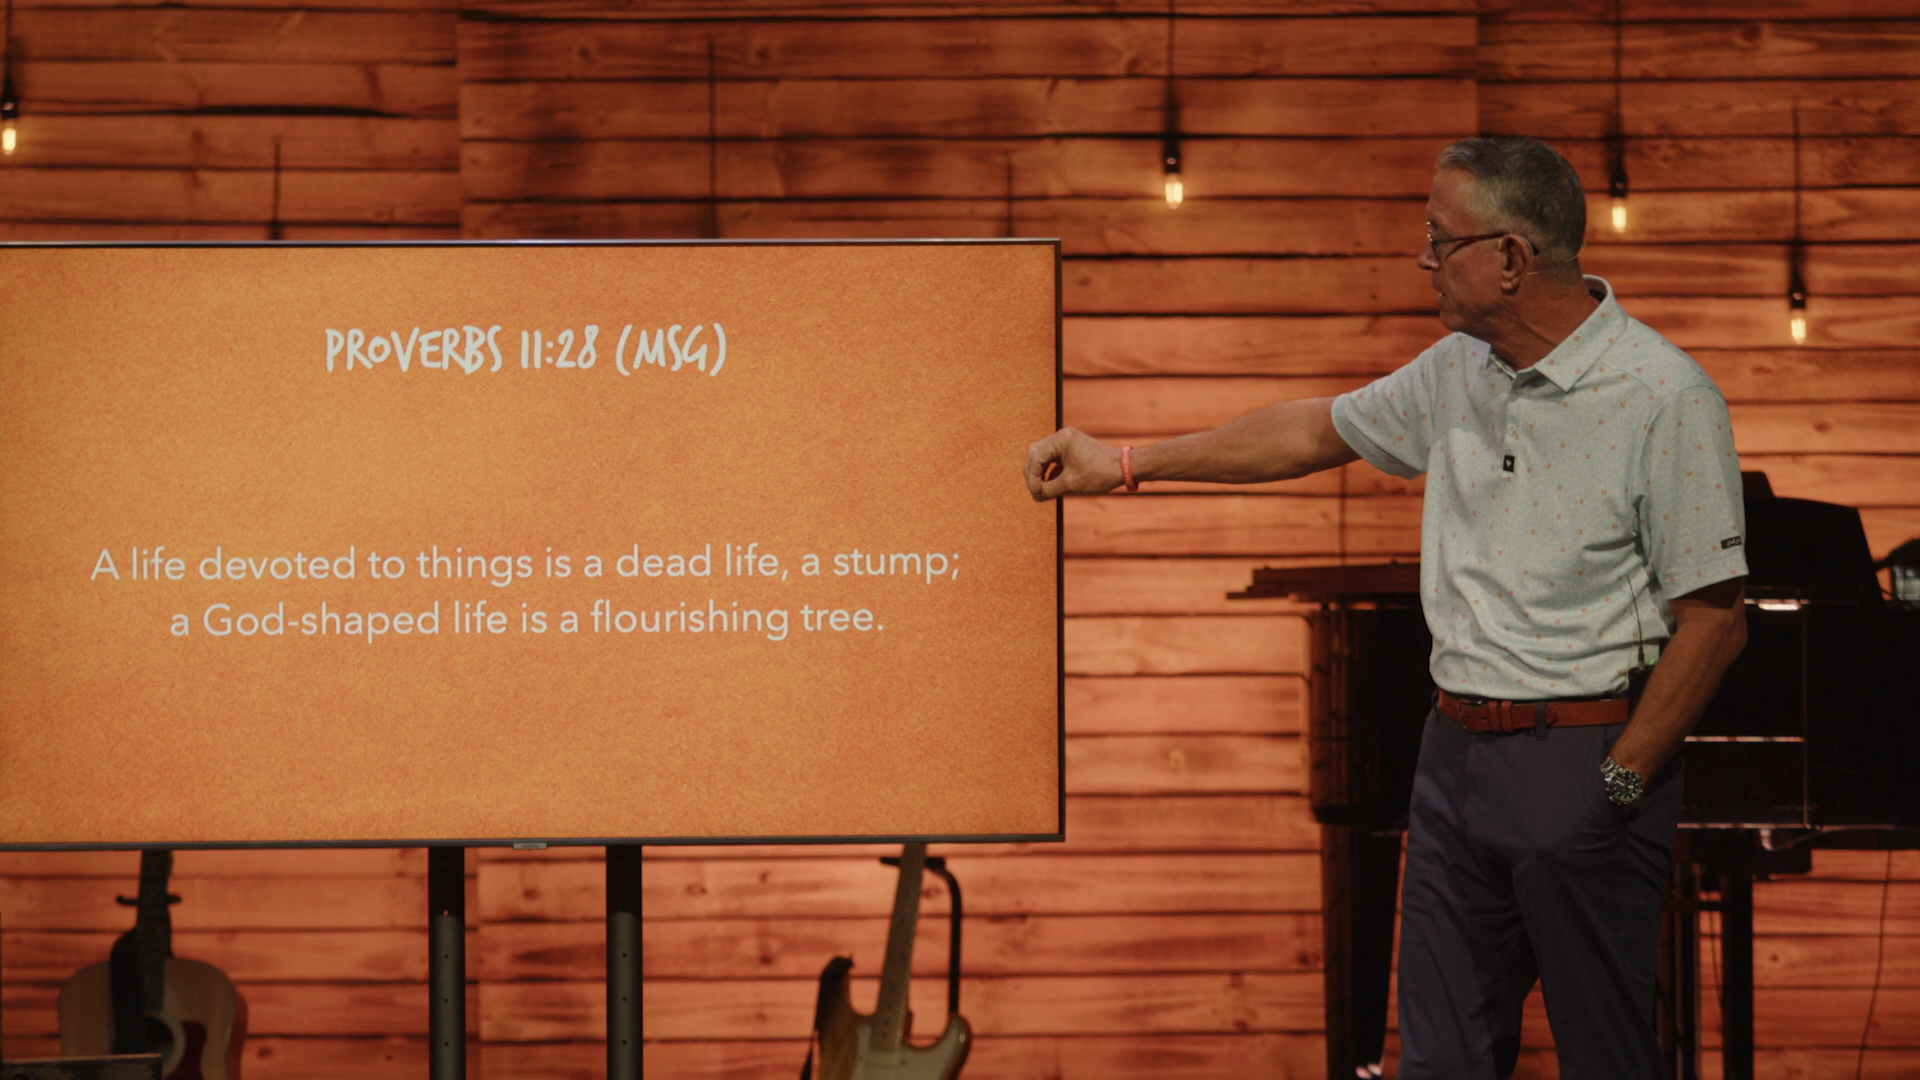 PROVERBS 11:28 (MSG)
A life devoted to things is a dead life, a stump;
a God-shaped life is a flourishing tree.